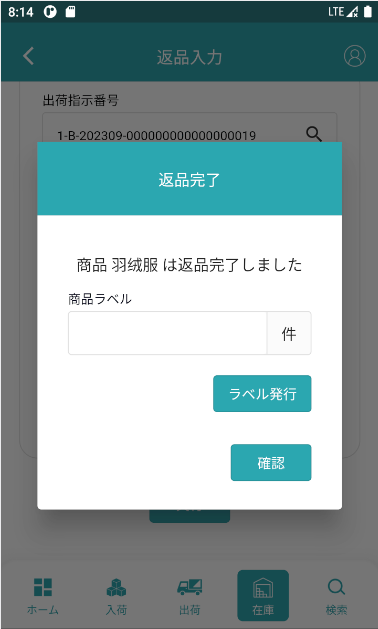 8:14
LTE
返品入力
出荷指示番号
1-B-202309-000000000000000019
返品完了
商品 羽绒服 は返品完了しました
商品ラベル
件
ラベル発行
確認
ホーム
入荷
出荷
在庫
検索